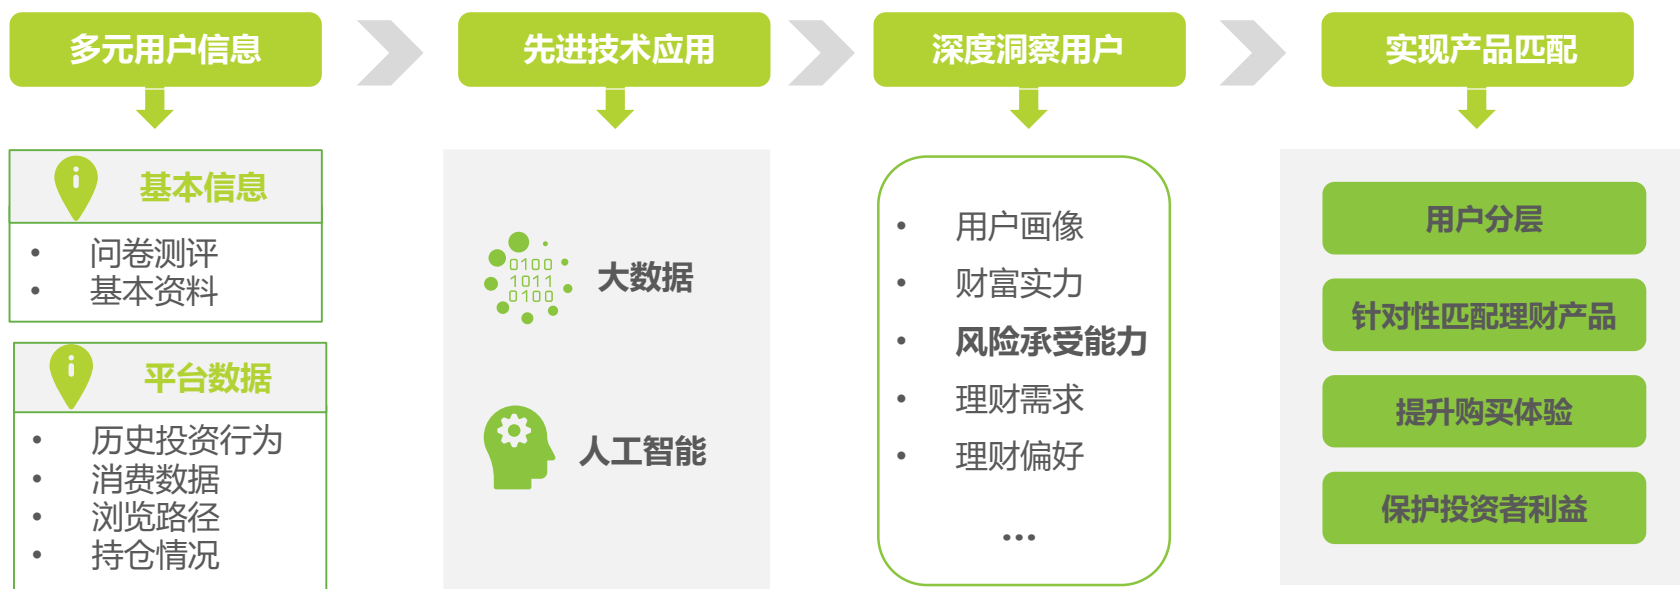 多元用户信息
先进技术应用
深度洞察用户
实现产品匹配
基本信息
• 问卷测评
• 基本资料
平台数据
• 历史投资行为
• 消费数据
• 浏览路径
• 持仓情况
0100
1011
0100
大数据
人工智能
• 用户画像
• 财富实力
• 风险承受能力
• 理财需求
• 理财偏好
...
用户分层
针对性匹配理财产品
提升购买体验
保护投资者利益